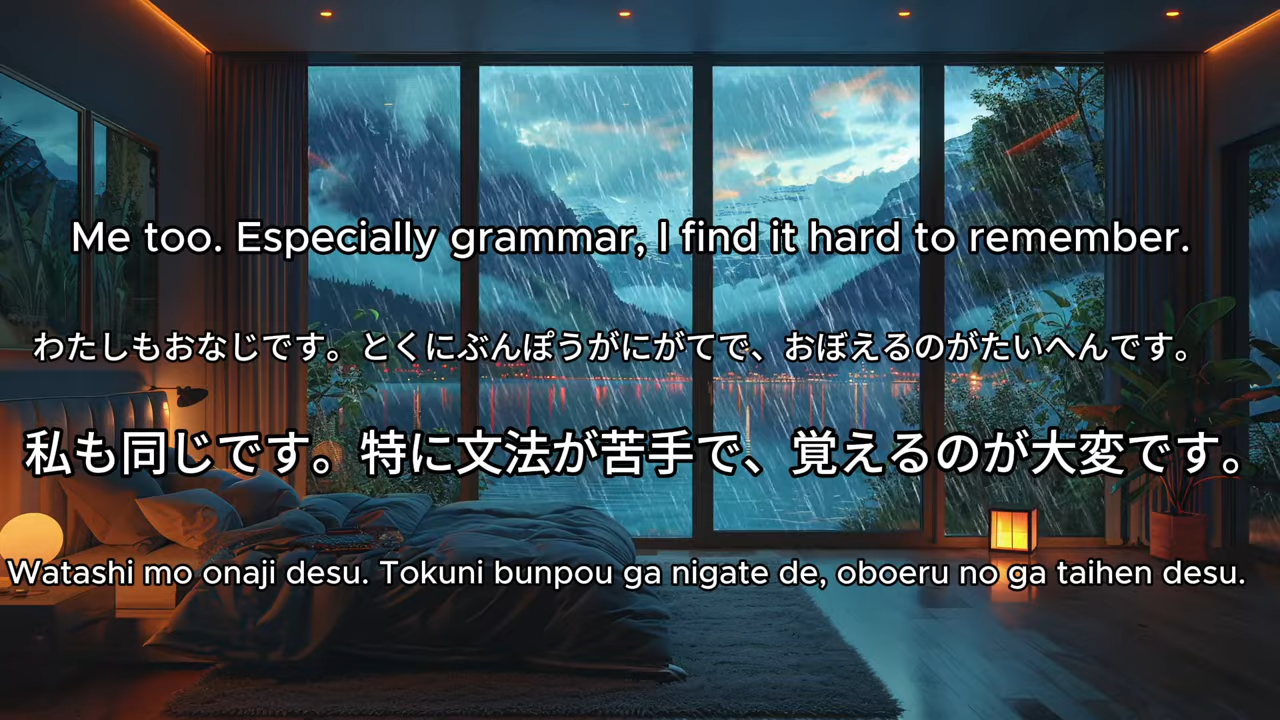 Me too. Especially grammar, I find it hard to remember.
わたしもおなじです。とくにぶんぽうがにがてで、おぼえるのがたいへんです。
私も同じです。特に文法が苦手で、覚えるのが大変です。
Watashi mo onaji desu. Tokuni bunpou ga nigate de, oboeru no ga taihen desu.